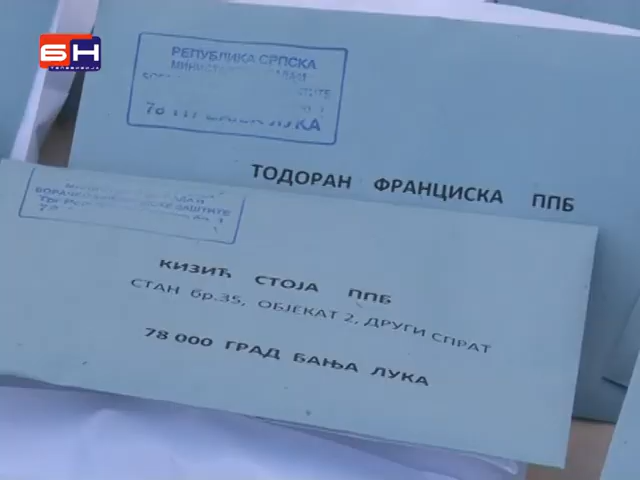 БН
ТЕЛЕВИЗИЈА
РЕПУБЛИКА СРПСКА
ЛУКА
ТОДОРАН ФРАНЦИСКА ППБ
КИЗИЋ СТОЈА ППБ
СТАН бр.35, ОБЈЕКАТ 2, ДРУГИ СПРАТ
78 000 ГРАД БАЊА ЛУКА